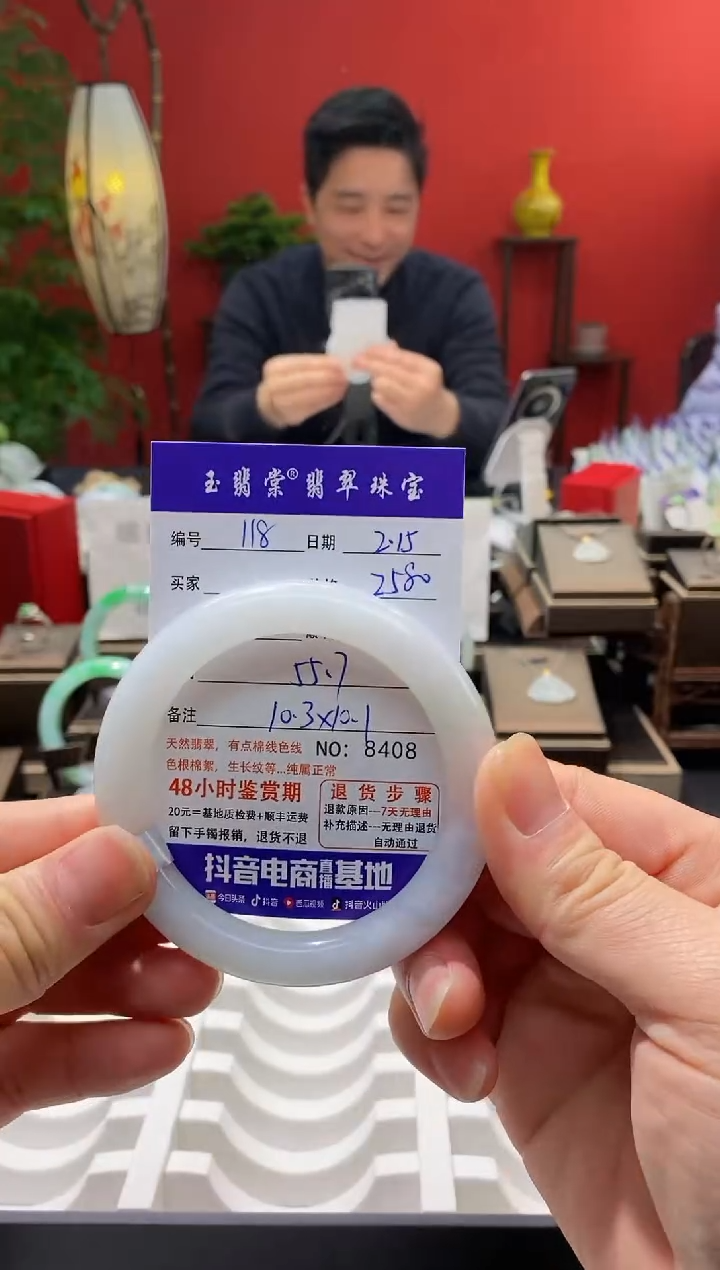 玉翡棠®翡翠珠宝
编号 118 日期 2.15
买家 2580
55.7
备注 10.3x10.1
天然翡翠，有点棉线色线 NO：8408
色根棉絮，生长纹等...纯属正常
48小时鉴赏期
20元=基地质检费+顺丰运费
留下手镯报销，退货不退
退货步骤
退款原因---7天无理由
补充描述---无理由退货
自动通过
抖音电商直播基地
今日头条 抖音 西瓜视频 抖音火山